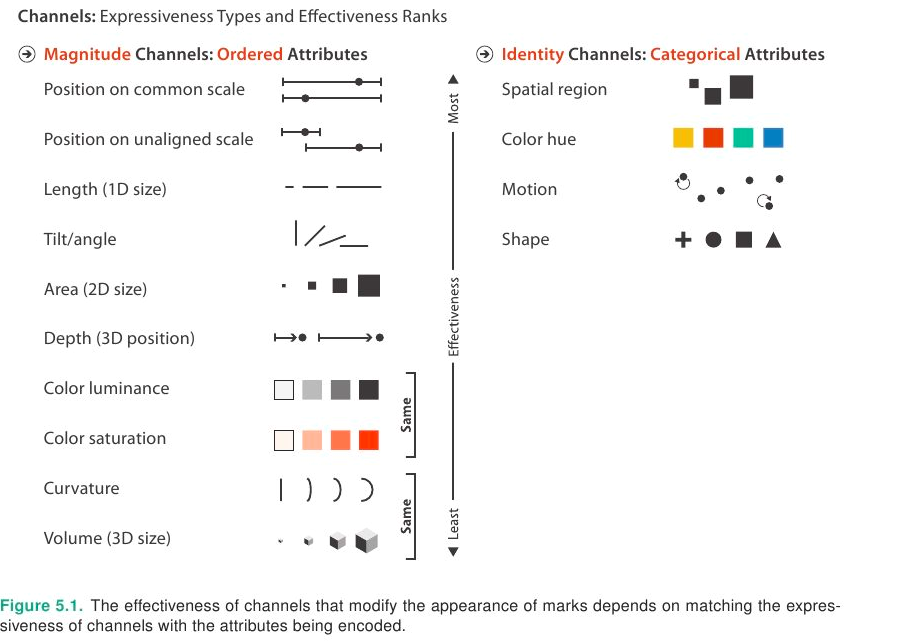 Channels: Expressiveness Types and Effectiveness Ranks
Magnitude Channels: Ordered Attributes
Position on common scale
Position on unaligned scale
Length (1D size)
Tilt/angle
Area (2D size)
Depth (3D position)
Color luminance
Color saturation
Curvature
Volume (3D size)
Same
Same
Most
Effectiveness
Least
Identity Channels: Categorical Attributes
Spatial region
Color hue
Motion
Shape
Figure 5.1. The effectiveness of channels that modify the appearance of marks depends on matching the expres-
siveness of channels with the attributes being encoded.